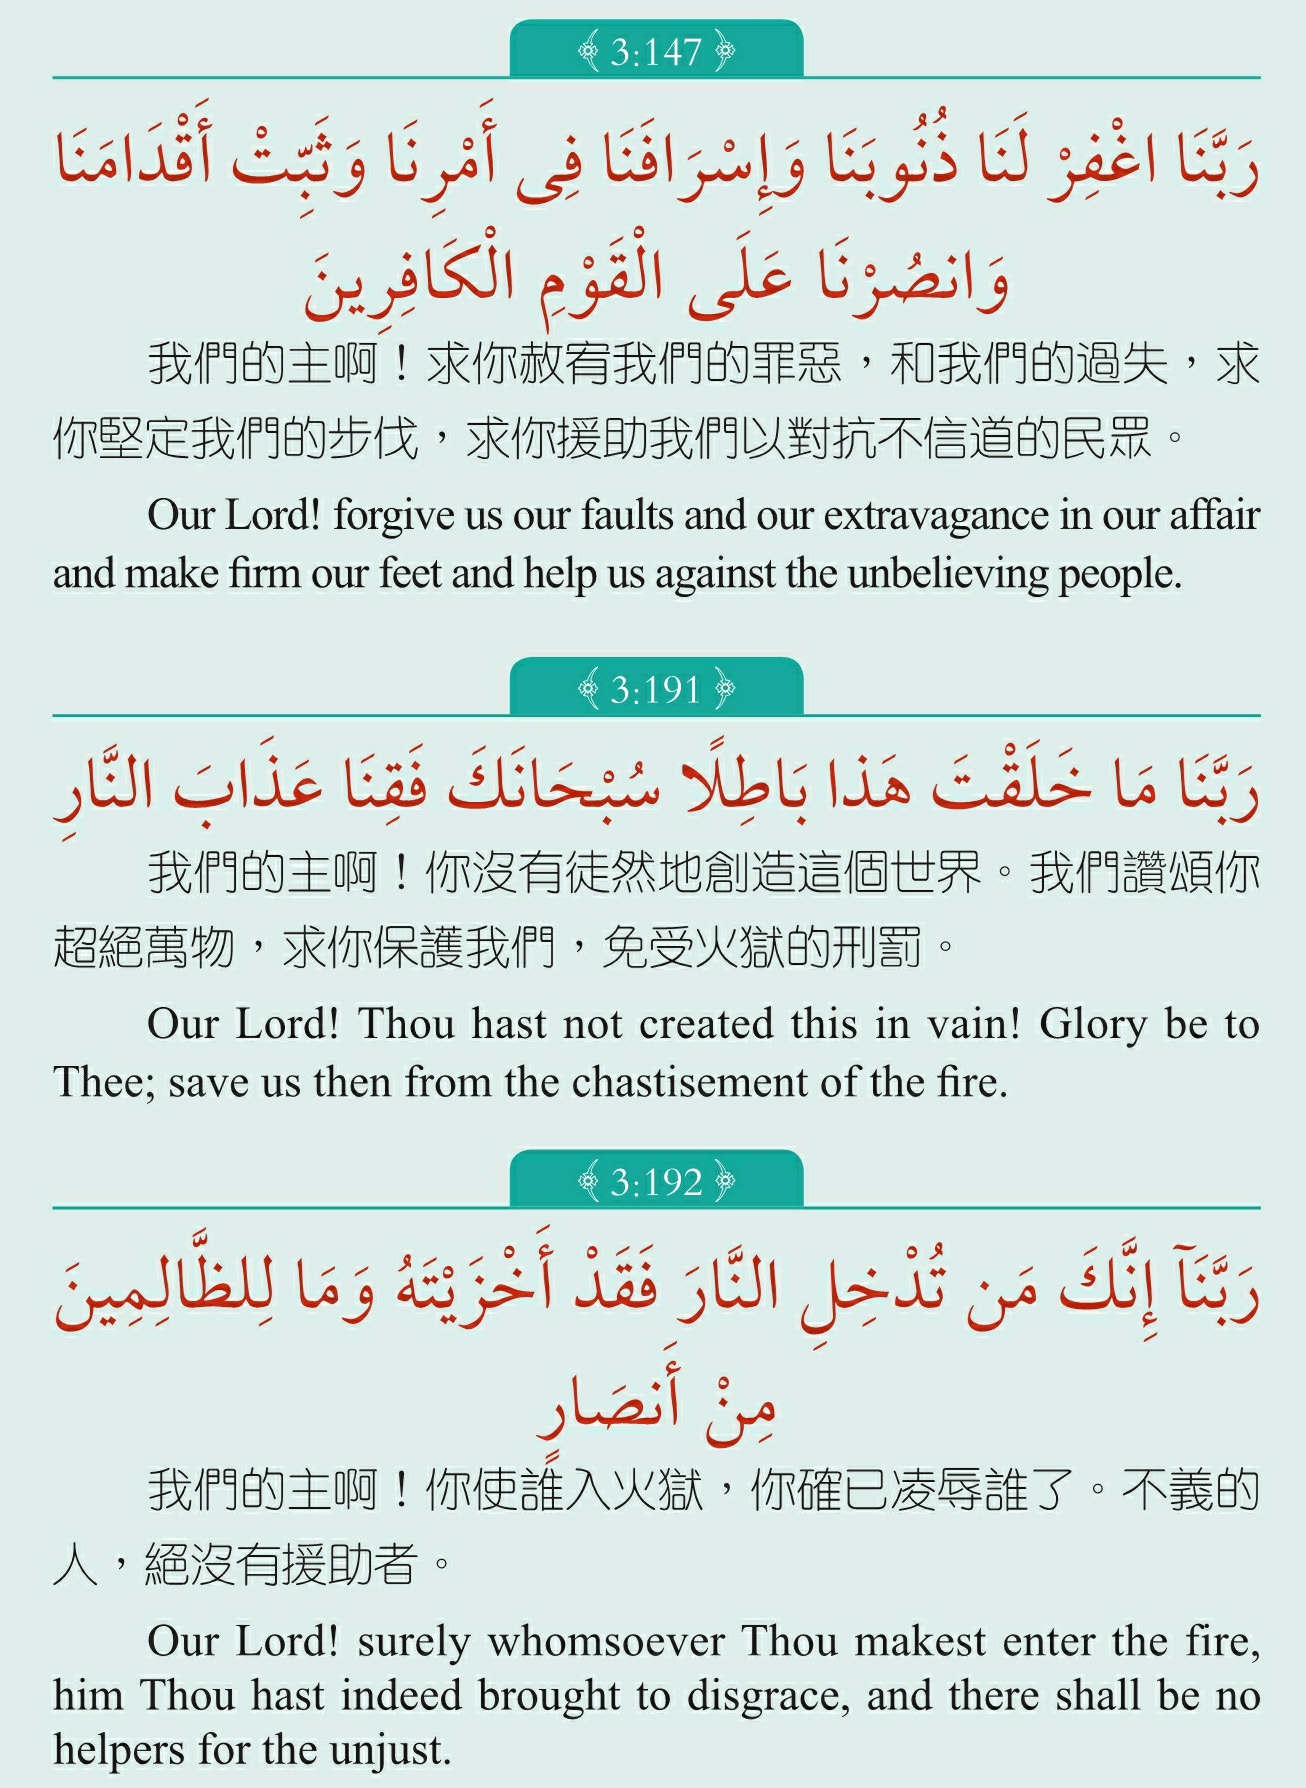 3:147
رَبَّنَا اغْفِرْ لَنَا ذُنُوبَنَا وَإِسْرَافَنَا فِى أَمْرِنَا وَثَبِّتْ أَقْدَامَنَا
وَانصُرْنَا عَلَى الْقَوْمِ الْكَافِرِينَ
我們的主啊！求你赦宥我們的罪惡，和我們的過失，求
你堅定我們的步伐，求你援助我們以對抗不信道的民眾。
Our Lord! forgive us our faults and our extravagance in our affair
and make firm our feet and help us against the unbelieving people.
3:191
رَبَّنَا مَا خَلَقْتَ هَذا بَاطِلًا سُبْحَانَكَ فَقِنَا عَذَابَ النَّارِ
我們的主啊！你沒有徒然地創造這個世界。我們讚頌你
超絕萬物，求你保護我們，免受火獄的刑罰。
Our Lord! Thou hast not created this in vain! Glory be to
Thee; save us then from the chastisement of the fire.
3:192
رَبَّنَآ إِنَّكَ مَن تُدْخِلِ النَّارَ فَقَدْ أَخْزَيْتَهُ وَمَا لِلظَّالِمِينَ
مِنْ أَنصَارٍ
我們的主啊！你使誰入火獄，你確已凌辱誰了。不義的
人，絕沒有援助者。
Our Lord! surely whomsoever Thou makest enter the fire,
him Thou hast indeed brought to disgrace, and there shall be no
helpers for the unjust.